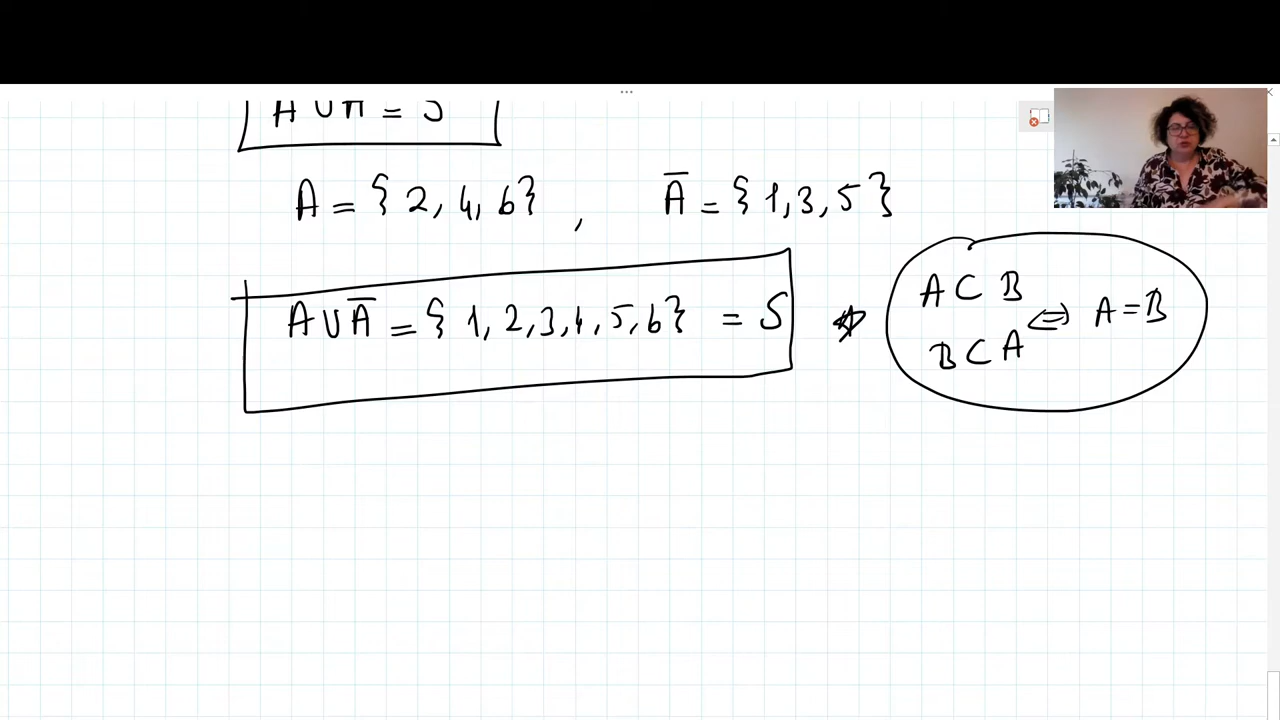 A ∪ Ā = S
A = { 2, 4, 6 } , Ā = { 1, 3, 5 }
A ∪ Ā = { 1, 2, 3, 4, 5, 6 } = S
A ⊂ B
B ⊂ A
⇔ A = B